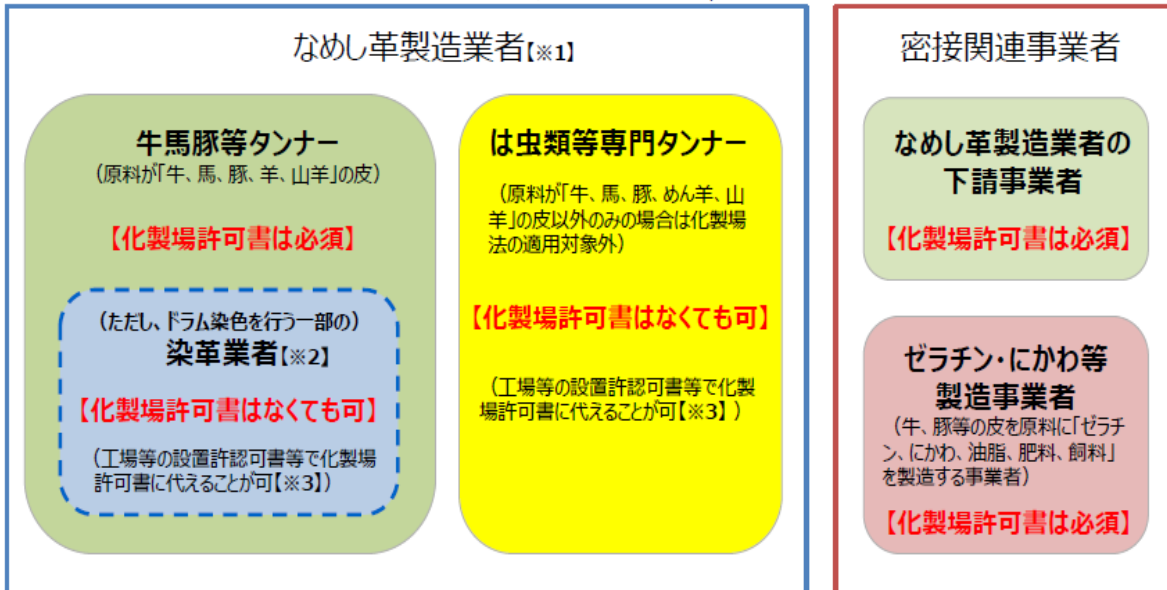 なめし革製造業者【※1】
牛馬豚等タンナー
（原料が「牛、馬、豚、羊、山羊」の皮）
【化製場許可書は必須】
（ただし、ドラム染色を行う一部の）
染革業者【※2】
【化製場許可書はなくても可】
（工場等の設置許認可書等で化製場
許可書に代えることが可【※3】）
は虫類等専門タンナー
（原料が「牛、馬、豚、めん羊、山
羊」の皮以外のみの場合は化製場
法の適用対象外）
【化製場許可書はなくても可】
（工場等の設置許認可書等で化製
場許可書に代えることが可【※3】）
密接関連事業者
なめし革製造業者の
下請事業者
【化製場許可書は必須】
ゼラチン・にかわ等
製造事業者
（牛、豚等の皮を原料に「ゼラチ
ン、にかわ、油脂、肥料、飼料」
を製造する事業者）
【化製場許可書は必須】